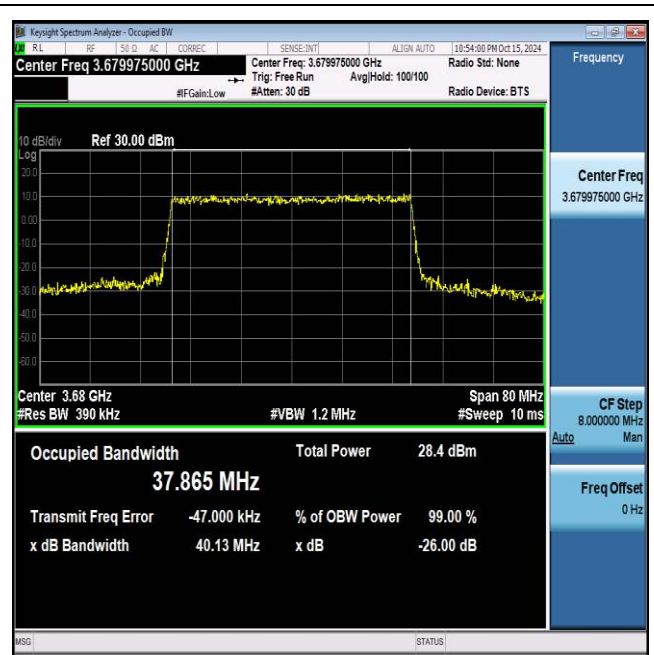 Keysight Spectrum Analyzer - Occupied BW
RL RF 50 Ω AC CORREC SENSE:INT ALIGN AUTO 10:54:00 PM Oct 15, 2024
Center Freq 3.679975000 GHz Center Freq: 3.679975000 GHz Radio Std: None
Trig: Free Run Avg|Hold: 100/100
#IFGain:Low #Atten: 30 dB Radio Device: BTS
Frequency
10 dB/div Ref 30.00 dBm
Log
20.0
10.0
0.00
-10.0
-20.0
-30.0
-40.0
-50.0
-60.0
Center 3.68 GHz Span 80 MHz
#Res BW 390 kHz #VBW 1.2 MHz #Sweep 10 ms
Center Freq
3.679975000 GHz
CF Step
8.000000 MHz
Auto Man
Freq Offset
0 Hz
Occupied Bandwidth Total Power 28.4 dBm
37.865 MHz
Transmit Freq Error -47.000 kHz % of OBW Power 99.00 %
x dB Bandwidth 40.13 MHz x dB -26.00 dB
MSG STATUS